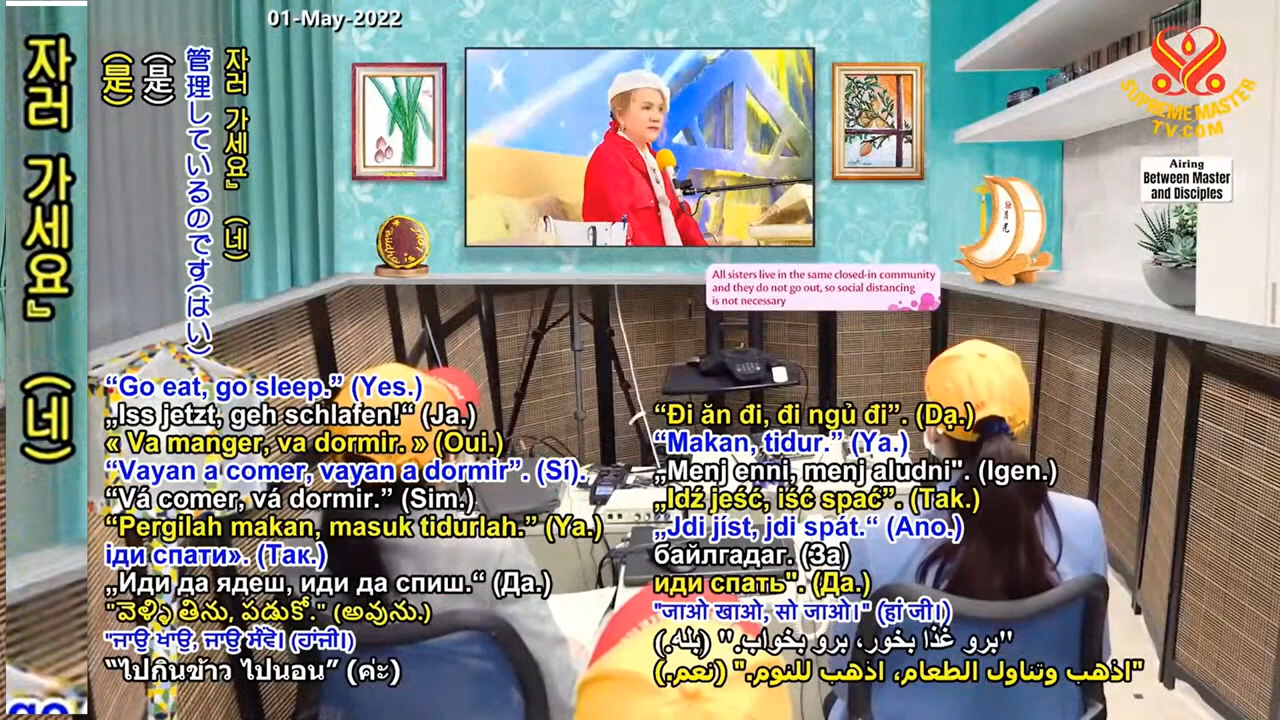 01-May-2022
자러 가세요』 (네)
자러 가세요』 (네)
管理しているのです(はい)
(是)
(是)
SUPREME MASTER
TV.COM
Airing
Between Master
and Disciples
All sisters live in the same closed-in community
and they do not go out, so social distancing
is not necessary
“Go eat, go sleep.” (Yes.)
„Iss jetzt, geh schlafen!“ (Ja.)
« Va manger, va dormir. » (Oui.)
“Vayan a comer, vayan a dormir”. (Sí).
“Vá comer, vá dormir.” (Sim.)
“Pergilah makan, masuk tidurlah.” (Ya.)
іди спати». (Так.)
„Иди да ядеш, иди да спиш.“ (Да.)
"వెళ్ళి తిను, పడుకో." (అవును.)
"ਜਾਉ ਖਾਉ, ਜਾਉ ਸੌਂਵੋ। (ਹਾਂਜੀ।)
“ไปกินข้าว ไปนอน” (ค่ะ)
“Đi ăn đi, đi ngủ đi”. (Dạ.)
“Makan, tidur.” (Ya.)
„Menj enni, menj aludni". (Igen.)
„Idź jeść, iść spać”. (Tak.)
„Jdi jíst, jdi spát.“ (Ano.)
байлгадаг. (За)
иди спать". (Да.)
"जाओ खाओ, सो जाओ।" (हां जी।)
"برو غذا بخور، برو بخواب." (بله.)
"اذهب وتناول الطعام، اذهب للنوم." (نعم.)
go